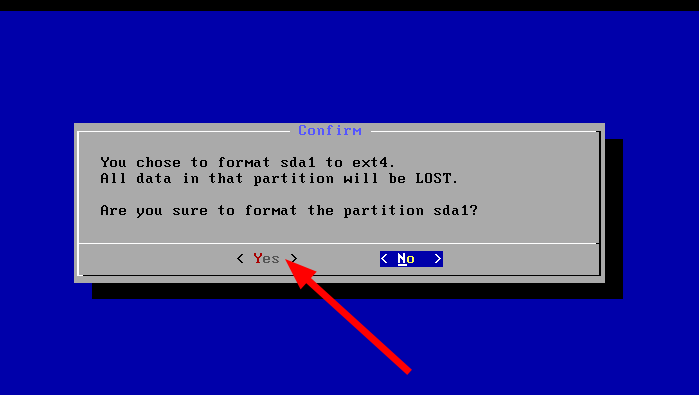 Confirm
You chose to format sda1 to ext4.
All data in that partition will be LOST.
Are you sure to format the partition sda1?
< Yes > < No >